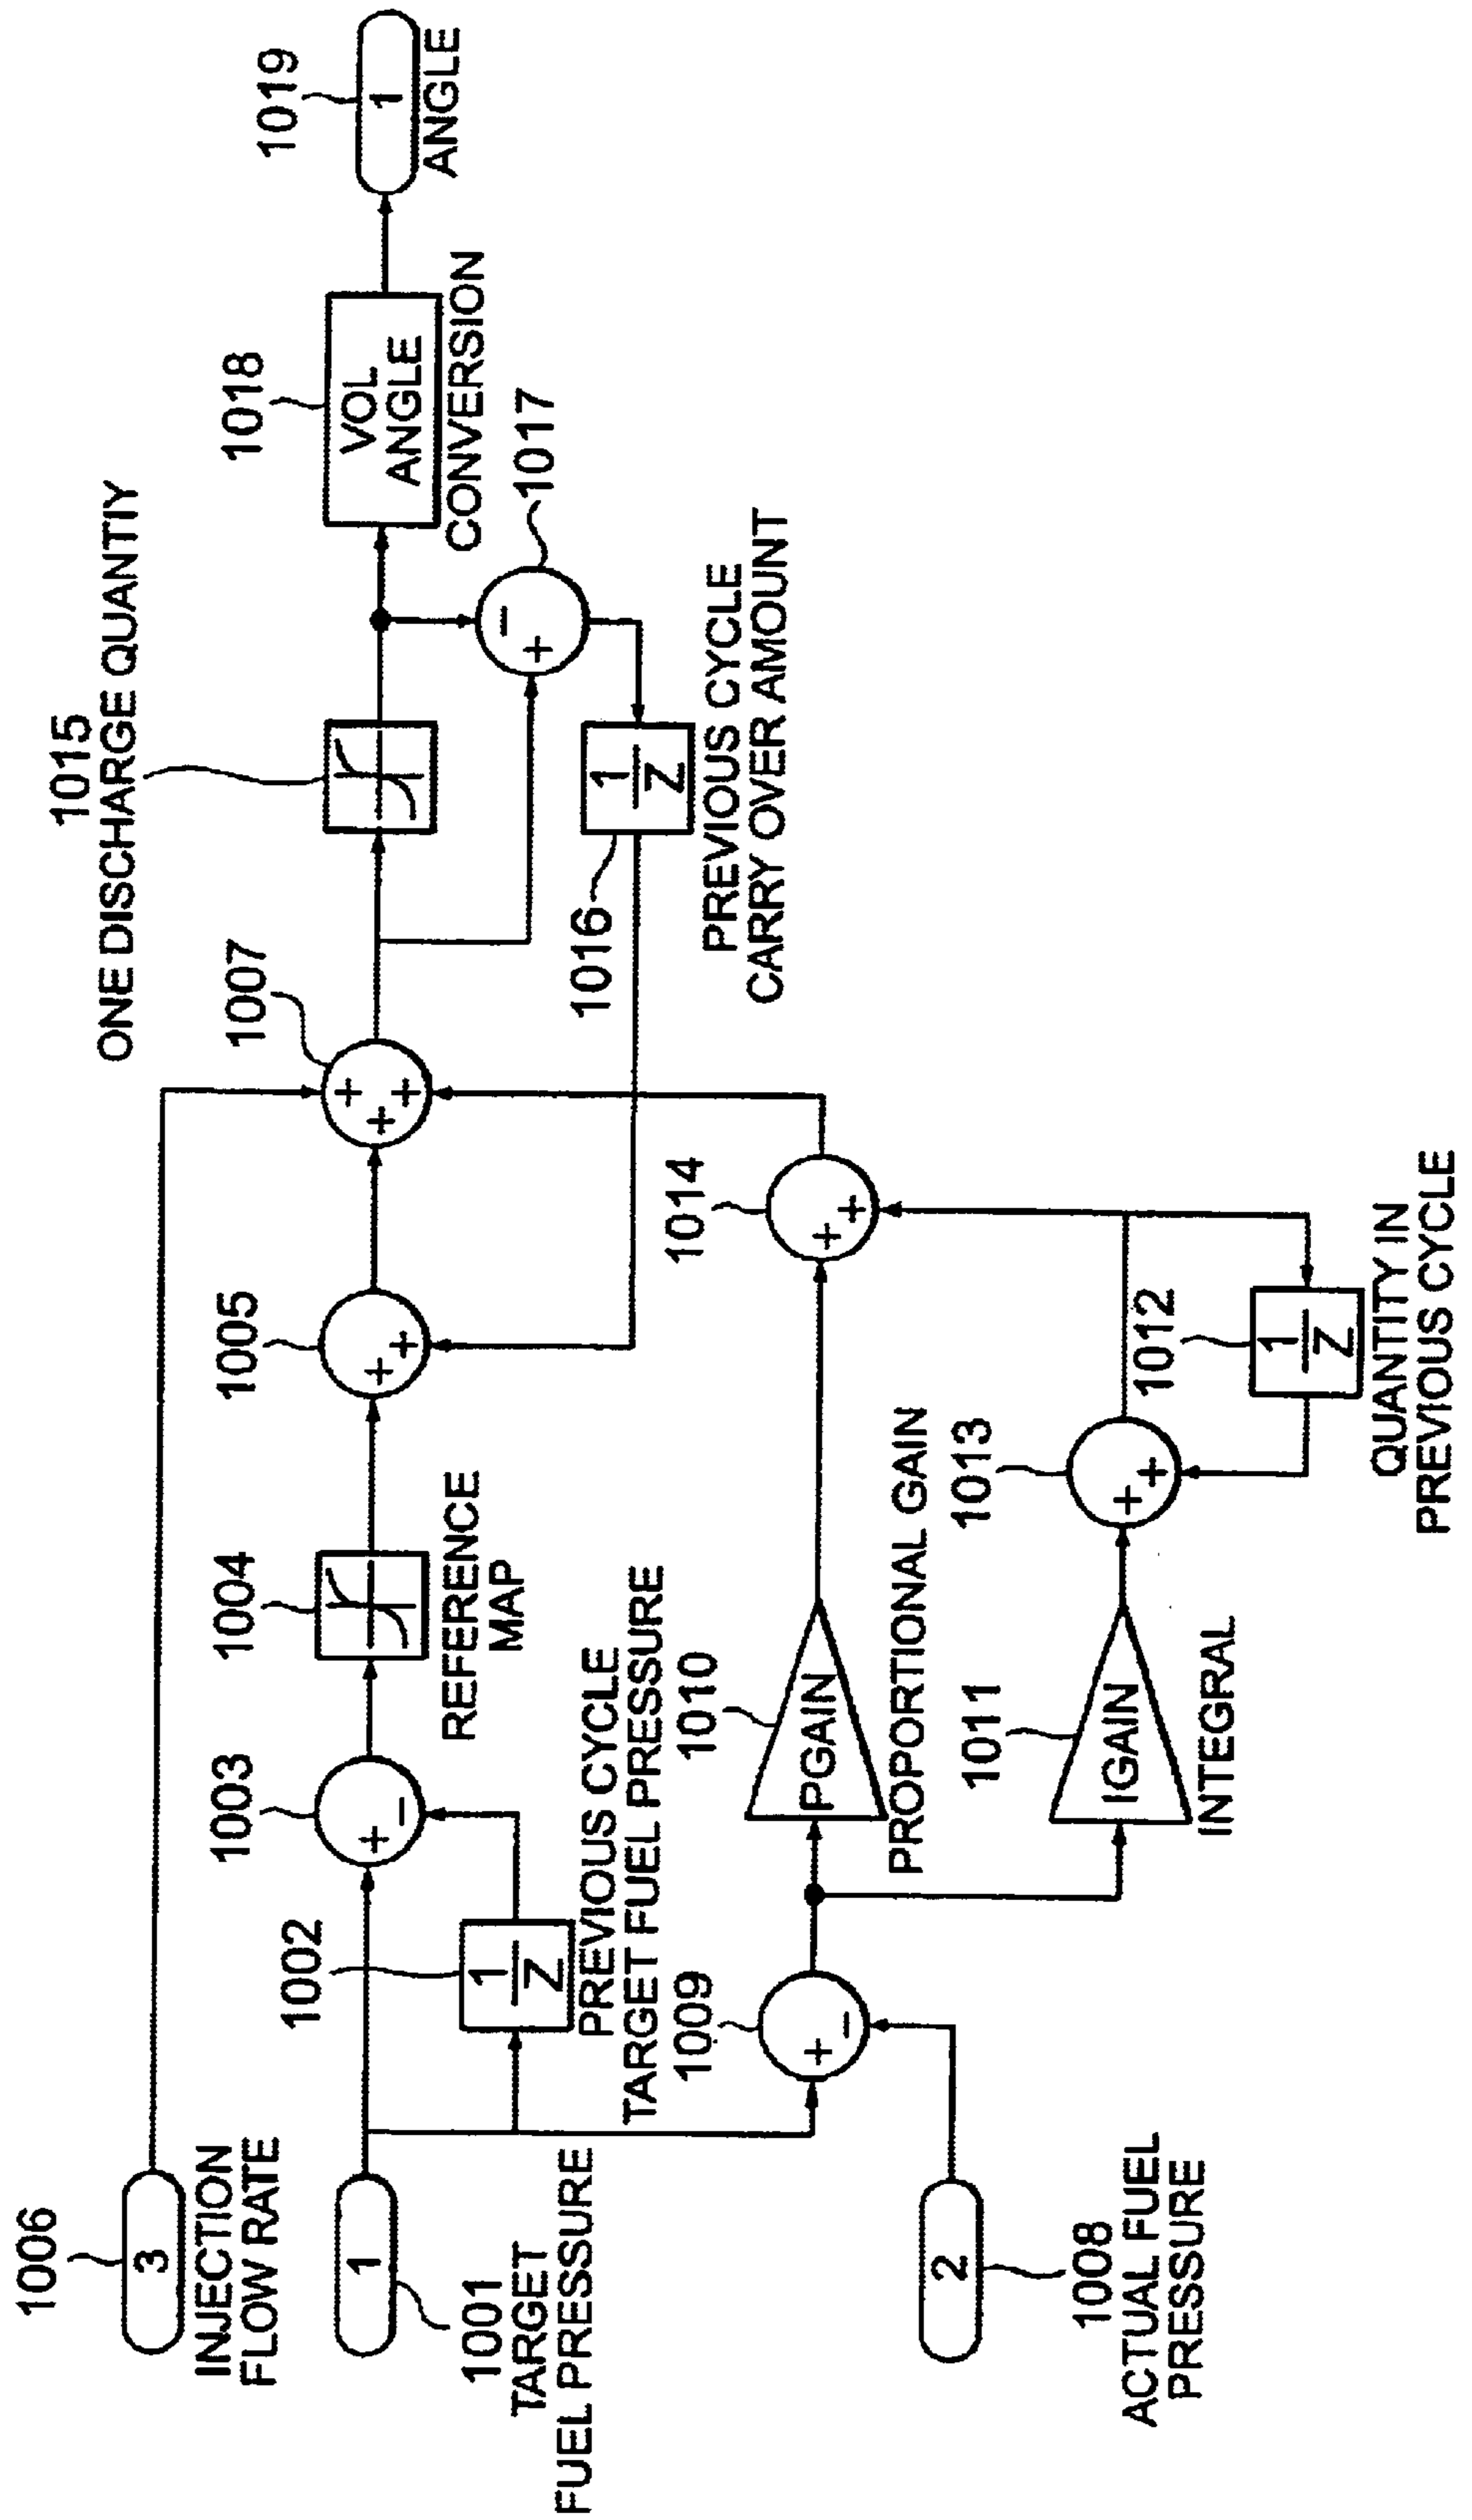 1006
3
INJECTION
FLOW RATE
1
1001
TARGET
FUEL PRESSURE
2
1008
ACTUAL FUEL
PRESSURE
1002
1
Z
PREVIOUS CYCLE
TARGET FUEL PRESSURE
1003
+
−
1009
+
−
1004
REFERENCE
MAP
1010
PGAIN
PROPORTIONAL GAIN
1011
IGAIN
INTEGRAL
1005
+
+
1013
+
+
1012
1
Z
QUANTITY IN
PREVIOUS CYCLE
1014
+
+
1007
+
+
+
1015
ONE DISCHARGE QUANTIY
1016
1
Z
PREVIOUS CYCLE
CARRY OVER AMOUNT
1017
−
+
1018
VOL
ANGLE
CONVERSION
1019
1
ANGLE